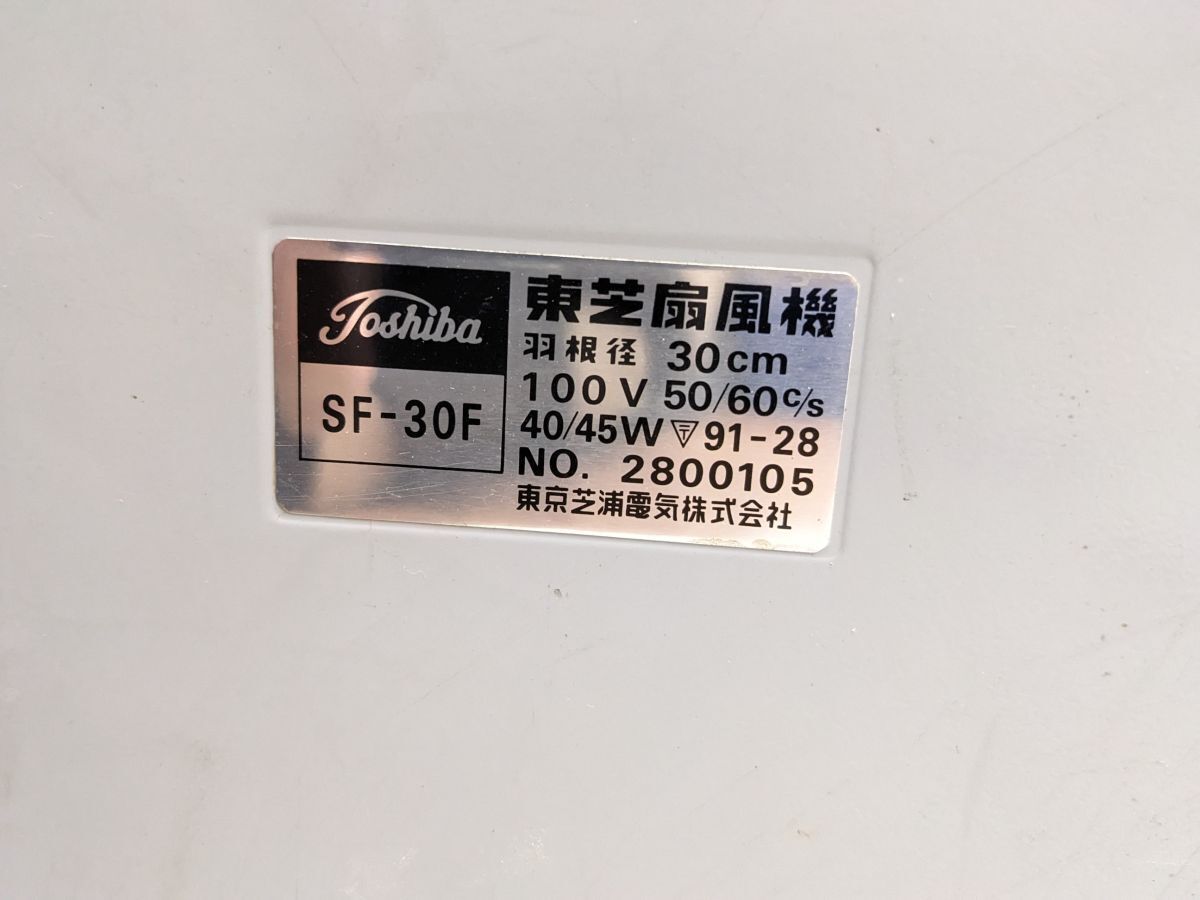 Toshiba
SF-30F
東芝扇風機
羽根径 30cm
100V 50/60c/s
40/45W 〒 91-28
NO. 2800105
東京芝浦電気株式会社